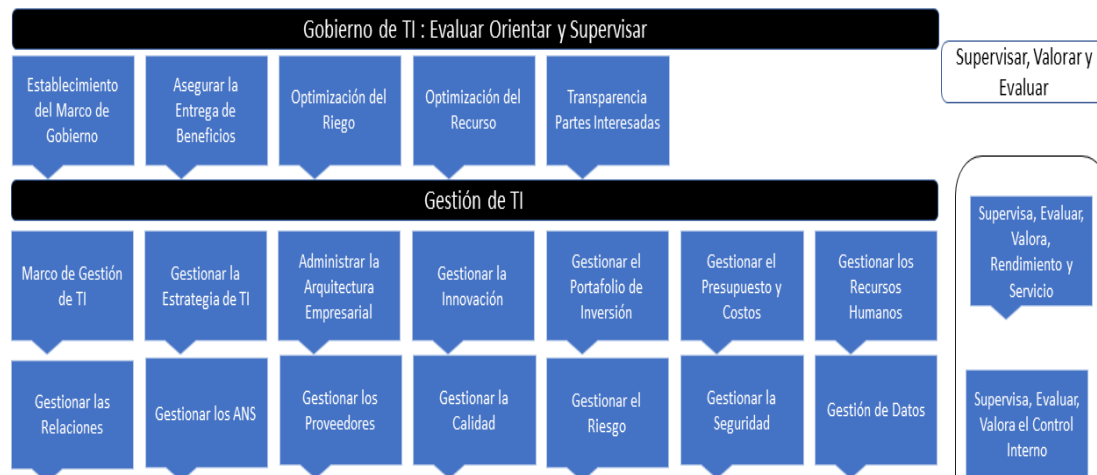 Gobierno de TI : Evaluar Orientar y Supervisar
Supervisar, Valorar y
Evaluar
Establecimiento
del Marco de
Gobierno
Asegurar la
Entrega de
Beneficios
Optimización del
Riego
Optimización del
Recurso
Transparencia
Partes Interesadas
Gestión de TI
Marco de Gestión
de TI
Gestionar la
Estrategia de TI
Administrar la
Arquitectura
Empresarial
Gestionar la
Innovación
Gestionar el
Portafolio de
Inversión
Gestionar el
Presupuesto y
Costos
Gestionar los
Recursos
Humanos
Supervisa, Evaluar,
Valora,
Rendimiento y
Servicio
Gestionar las
Relaciones
Gestionar los ANS
Gestionar los
Proveedores
Gestionar la
Calidad
Gestionar el
Riesgo
Gestionar la
Seguridad
Gestión de Datos
Supervisa, Evaluar,
Valora el Control
Interno